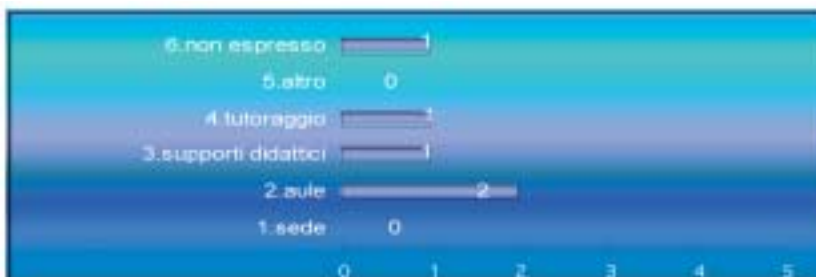 6.non espresso 1
5.altro 0
4.tutoraggio 1
3.supporti didattici 1
2.aule 2
1.sede 0
0 1 2 3 4 5